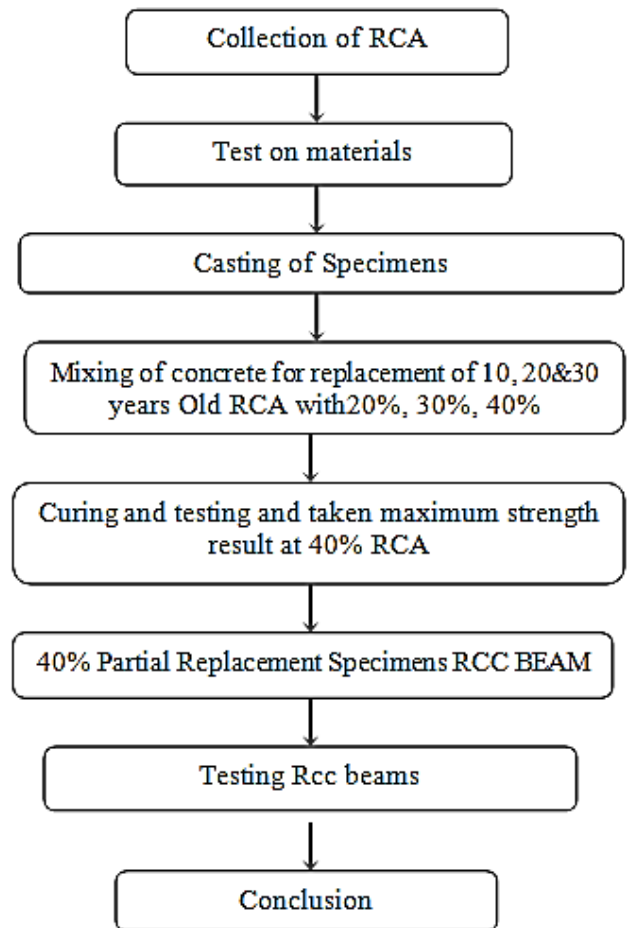 Collection of RCA
Test on materials
Casting of Specimens
Mixing of concrete for replacement of 10, 20&30
years Old RCA with20%, 30%, 40%
Curing and testing and taken maximum strength
result at 40% RCA
40% Partial Replacement Specimens RCC BEAM
Testing Rcc beams
Conclusion